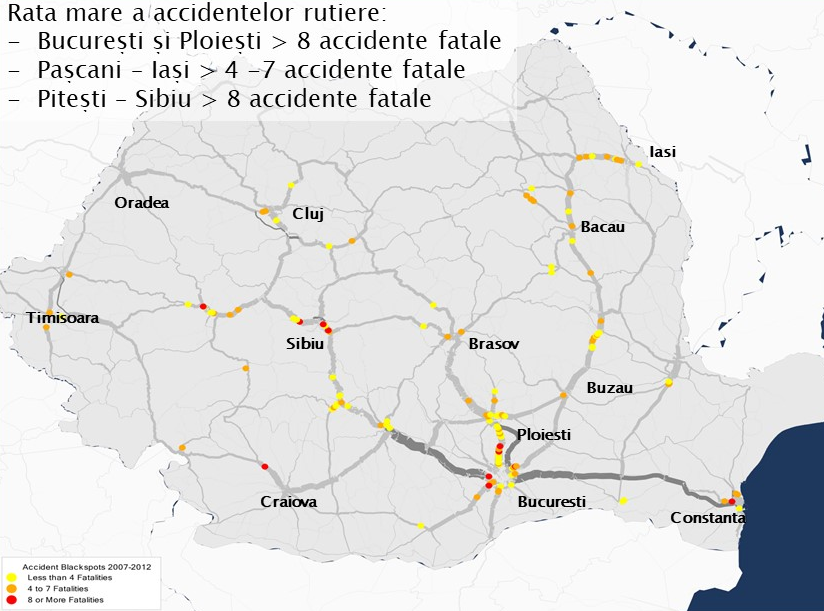 Rata mare a accidentelor rutiere:
- București și Ploiești > 8 accidente fatale
- Pașcani – Iași > 4 –7 accidente fatale
- Pitești – Sibiu > 8 accidente fatale
Iasi
Oradea
Cluj
Bacau
Timisoara
Sibiu
Brasov
Buzau
Ploiesti
Craiova
Bucuresti
Constanta
Accident Blackspots 2007-2012
Less than 4 Fatalities
4 to 7 Fatalities
8 or More Fatalities